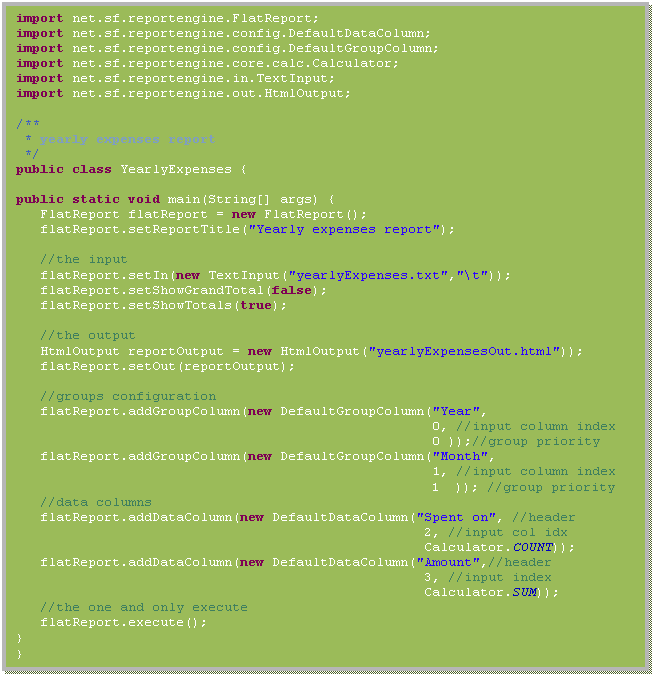 import net.sf.reportengine.FlatReport;
import net.sf.reportengine.config.DefaultDataColumn;
import net.sf.reportengine.config.DefaultGroupColumn;
import net.sf.reportengine.core.calc.Calculator;
import net.sf.reportengine.in.TextInput;
import net.sf.reportengine.out.HtmlOutput;

/**
 * yearly expenses report
 */
public class YearlyExpenses {

public static void main(String[] args) {
   FlatReport flatReport = new FlatReport();
   flatReport.setReportTitle("Yearly expenses report");

   //the input
   flatReport.setIn(new TextInput("yearlyExpenses.txt","\t"));
   flatReport.setShowGrandTotal(false);
   flatReport.setShowTotals(true);

   //the output
   HtmlOutput reportOutput = new HtmlOutput("yearlyExpensesOut.html"));
   flatReport.setOut(reportOutput);

   //groups configuration
   flatReport.addGroupColumn(new DefaultGroupColumn("Year",
                                                    0, //input column index
                                                    0 ));//group priority
   flatReport.addGroupColumn(new DefaultGroupColumn("Month",
                                                    1, //input column index
                                                    1  )); //group priority
   //data columns
   flatReport.addDataColumn(new DefaultDataColumn("Spent on", //header
                                                   2, //input col idx
                                                   Calculator.COUNT));
   flatReport.addDataColumn(new DefaultDataColumn("Amount",//header
                                                   3, //input index
                                                   Calculator.SUM));
   //the one and only execute
   flatReport.execute();
}
}